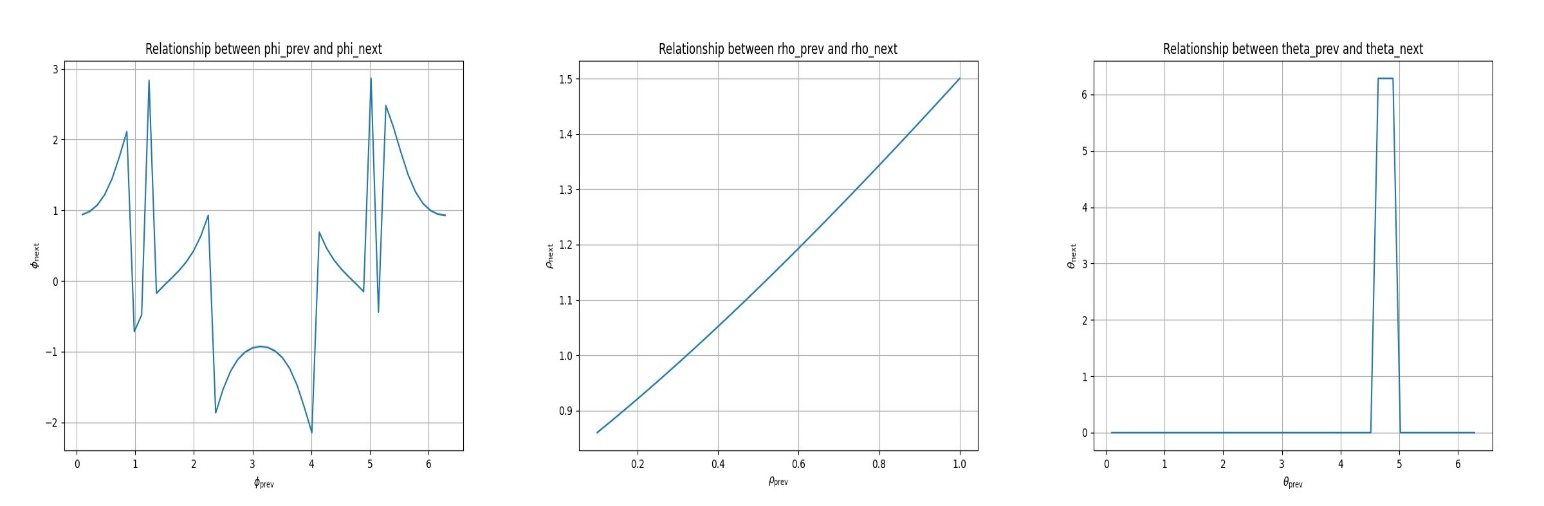 Relationship between phi_prev and phi_next
3
2
1
0
−1
−2
ϕnext
0 1 2 3 4 5 6
ϕprev
Relationship between rho_prev and rho_next
1.5
1.4
1.3
1.2
1.1
1.0
0.9
ρnext
0.2 0.4 0.6 0.8 1.0
ρprev
Relationship between theta_prev and theta_next
6
5
4
3
2
1
0
θnext
0 1 2 3 4 5 6
θprev